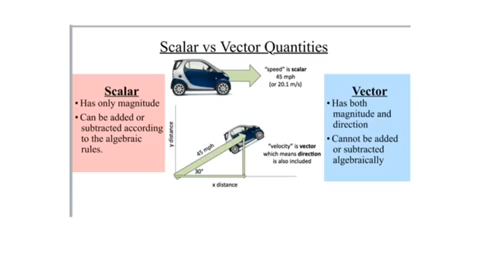 Scalar vs Vector Quantities
Scalar
• Has only magnitude
• Can be added or
subtracted according
to the algebraic
rules.
"speed" is scalar
45 mph
(or 20.1 m/s)
y distance
45 mph
30°
x distance
"velocity" is vector
which means direction
is also included
Vector
• Has both
magnitude and
direction
• Cannot be added
or subtracted
algebraically